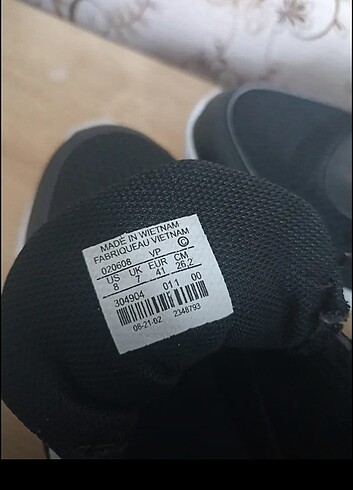 MADE IN WIETNAM
FABRIQUEAU VIETNAM
020608 VP ©
US UK EUR CM
8 7 41 26,2
304904 011 00
08-21-02 2348793